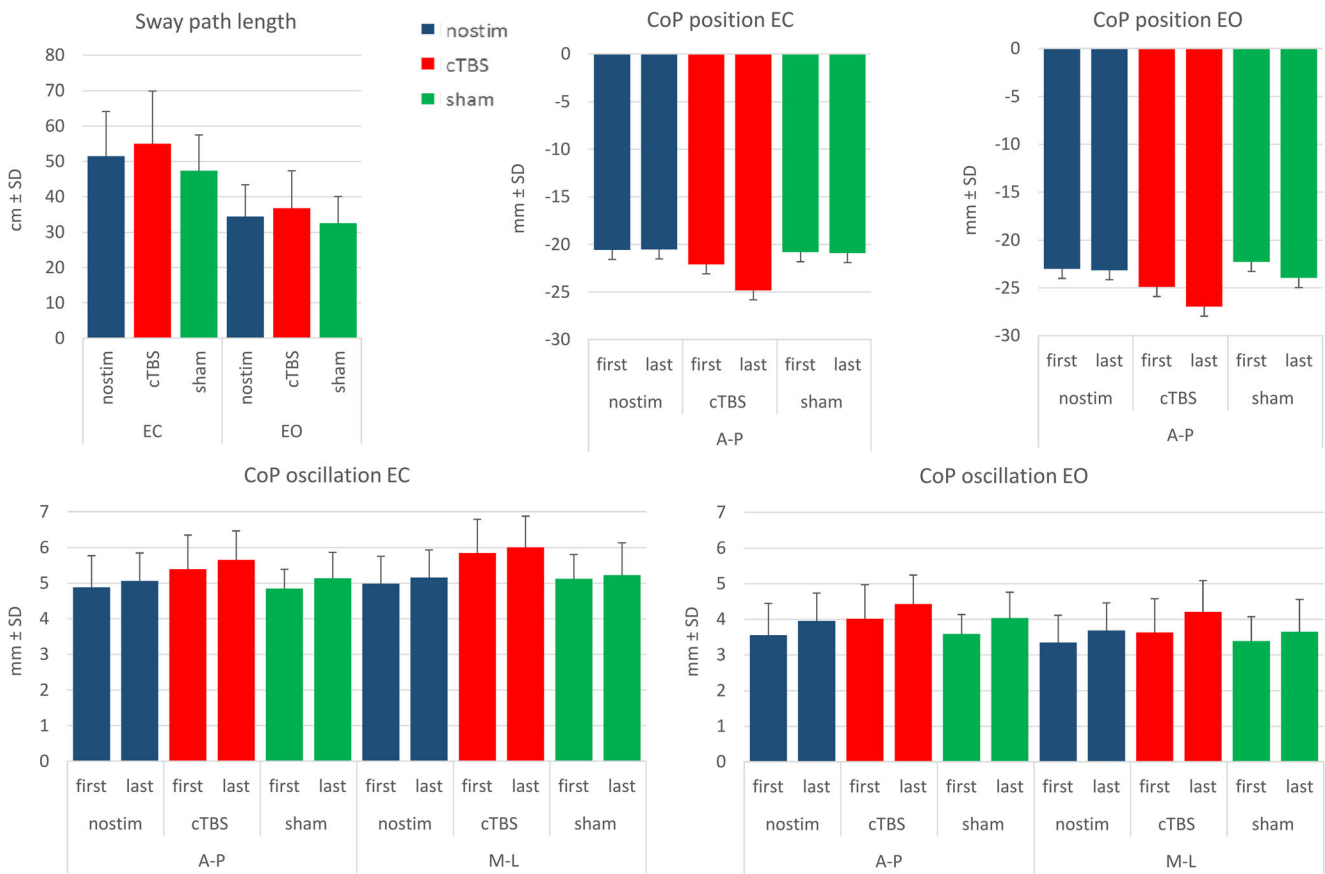 Sway path length
80
70
60
50
40
30
20
10
0
cm ± SD
nostim
cTBS
sham
nostim
cTBS
sham
EC
EO
nostim
cTBS
sham
CoP position EC
0
-5
-10
-15
-20
-25
-30
mm ± SD
first last first last first last
nostim cTBS sham
A-P
CoP position EO
0
-5
-10
-15
-20
-25
-30
mm ± SD
first last first last first last
nostim cTBS sham
A-P
CoP oscillation EC
7
6
5
4
3
2
1
0
mm ± SD
first last first last first last first last first last first last
nostim cTBS sham nostim cTBS sham
A-P M-L
CoP oscillation EO
7
6
5
4
3
2
1
0
mm ± SD
first last first last first last first last first last first last
nostim cTBS sham nostim cTBS sham
A-P M-L